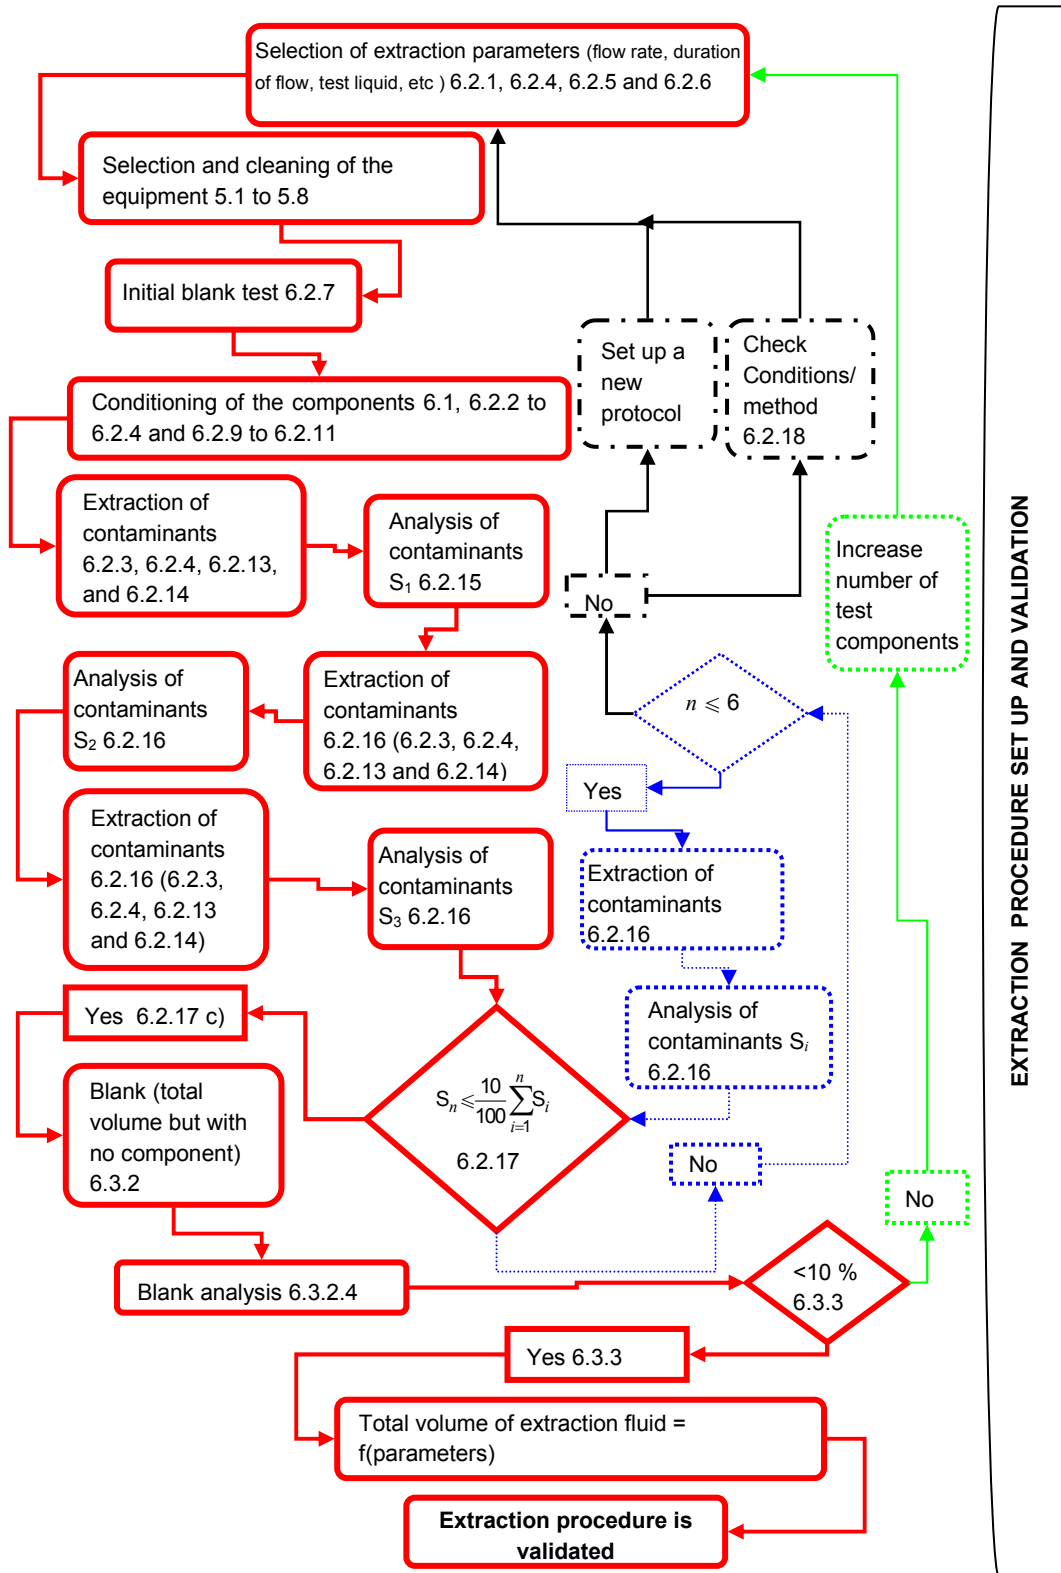 Selection of extraction parameters (flow rate, duration
of flow, test liquid, etc ) 6.2.1, 6.2.4, 6.2.5 and 6.2.6
Selection and cleaning of the
equipment 5.1 to 5.8
Initial blank test 6.2.7
Conditioning of the components 6.1, 6.2.2 to
6.2.4 and 6.2.9 to 6.2.11
Extraction of
contaminants
6.2.3, 6.2.4, 6.2.13,
and 6.2.14
Analysis of
contaminants
S₁ 6.2.15
Extraction of
contaminants
6.2.16 (6.2.3, 6.2.4,
6.2.13 and 6.2.14)
Analysis of
contaminants
S₂ 6.2.16
Extraction of
contaminants
6.2.16 (6.2.3,
6.2.4, 6.2.13
and 6.2.14)
Analysis of
contaminants
S₃ 6.2.16
Sₙ ≤ 10/100 ∑ⁿᵢ₌₁ Sᵢ
6.2.17
Yes 6.2.17 c)
Blank (total
volume but with
no component)
6.3.2
Blank analysis 6.3.2.4
<10 %
6.3.3
Yes 6.3.3
Total volume of extraction fluid =
f(parameters)
Extraction procedure is
validated
No
n ⩽ 6
Yes
Extraction of
contaminants
6.2.16
Analysis of
contaminants Sᵢ
6.2.16
No
Set up a
new
protocol
Check
Conditions/
method
6.2.18
No
Increase
number of
test
components
EXTRACTION PROCEDURE SET UP AND VALIDATION